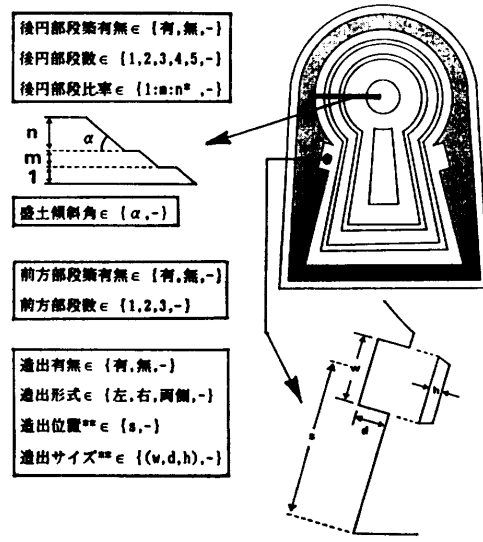 後円部段築有無∈ {有,無,-}
後円部段数∈ {1,2,3,4,5,-}
後円部段比率∈ {1:m:n* ,-}
n
α
m
1
盛土傾斜角∈ {α,-}
前方部段築有無∈ {有,無,-}
前方部段数∈ {1,2,3,-}
造出有無∈ {有,無,-}
造出形式∈ {左,右,両側,-}
造出位置**∈ {s,-}
造出サイズ**∈ {(w,d,h),-}
w
h
d
s